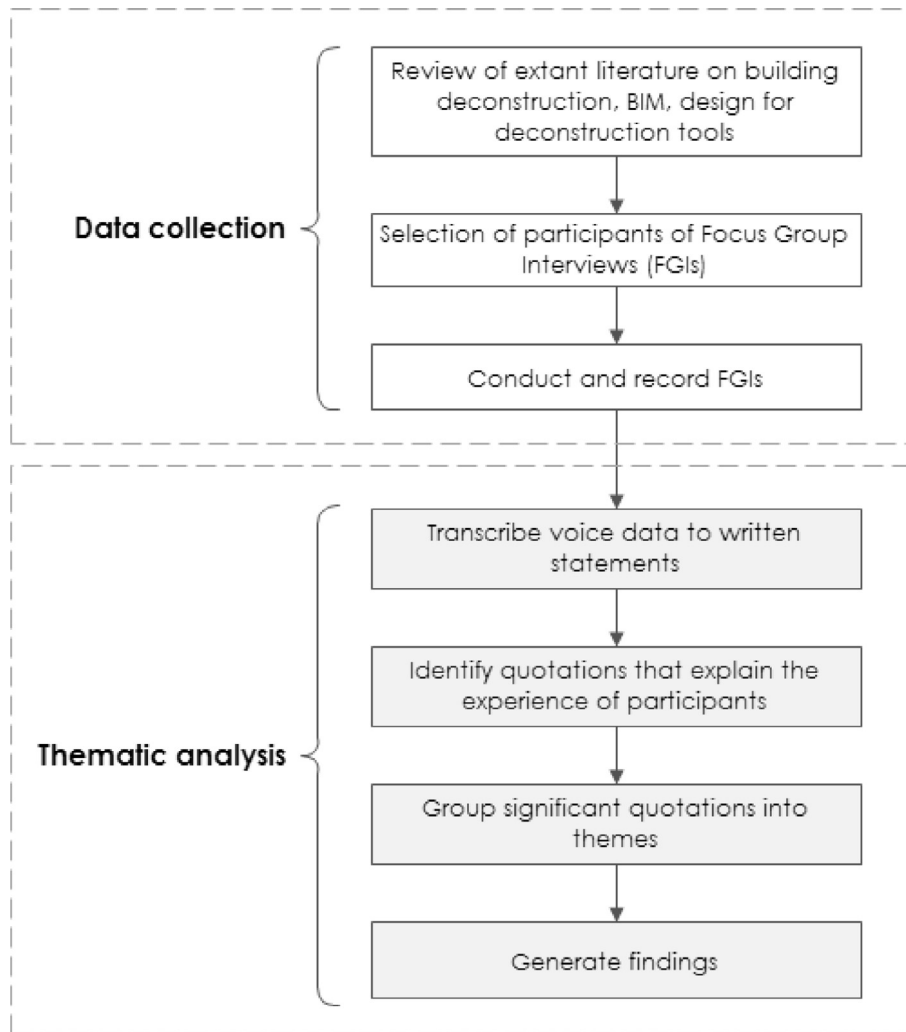 Data collection
Review of extant literature on building
deconstruction, BIM, design for
deconstruction tools
Selection of participants of Focus Group
Interviews (FGIs)
Conduct and record FGIs
Thematic analysis
Transcribe voice data to written
statements
Identify quotations that explain the
experience of participants
Group significant quotations into
themes
Generate findings